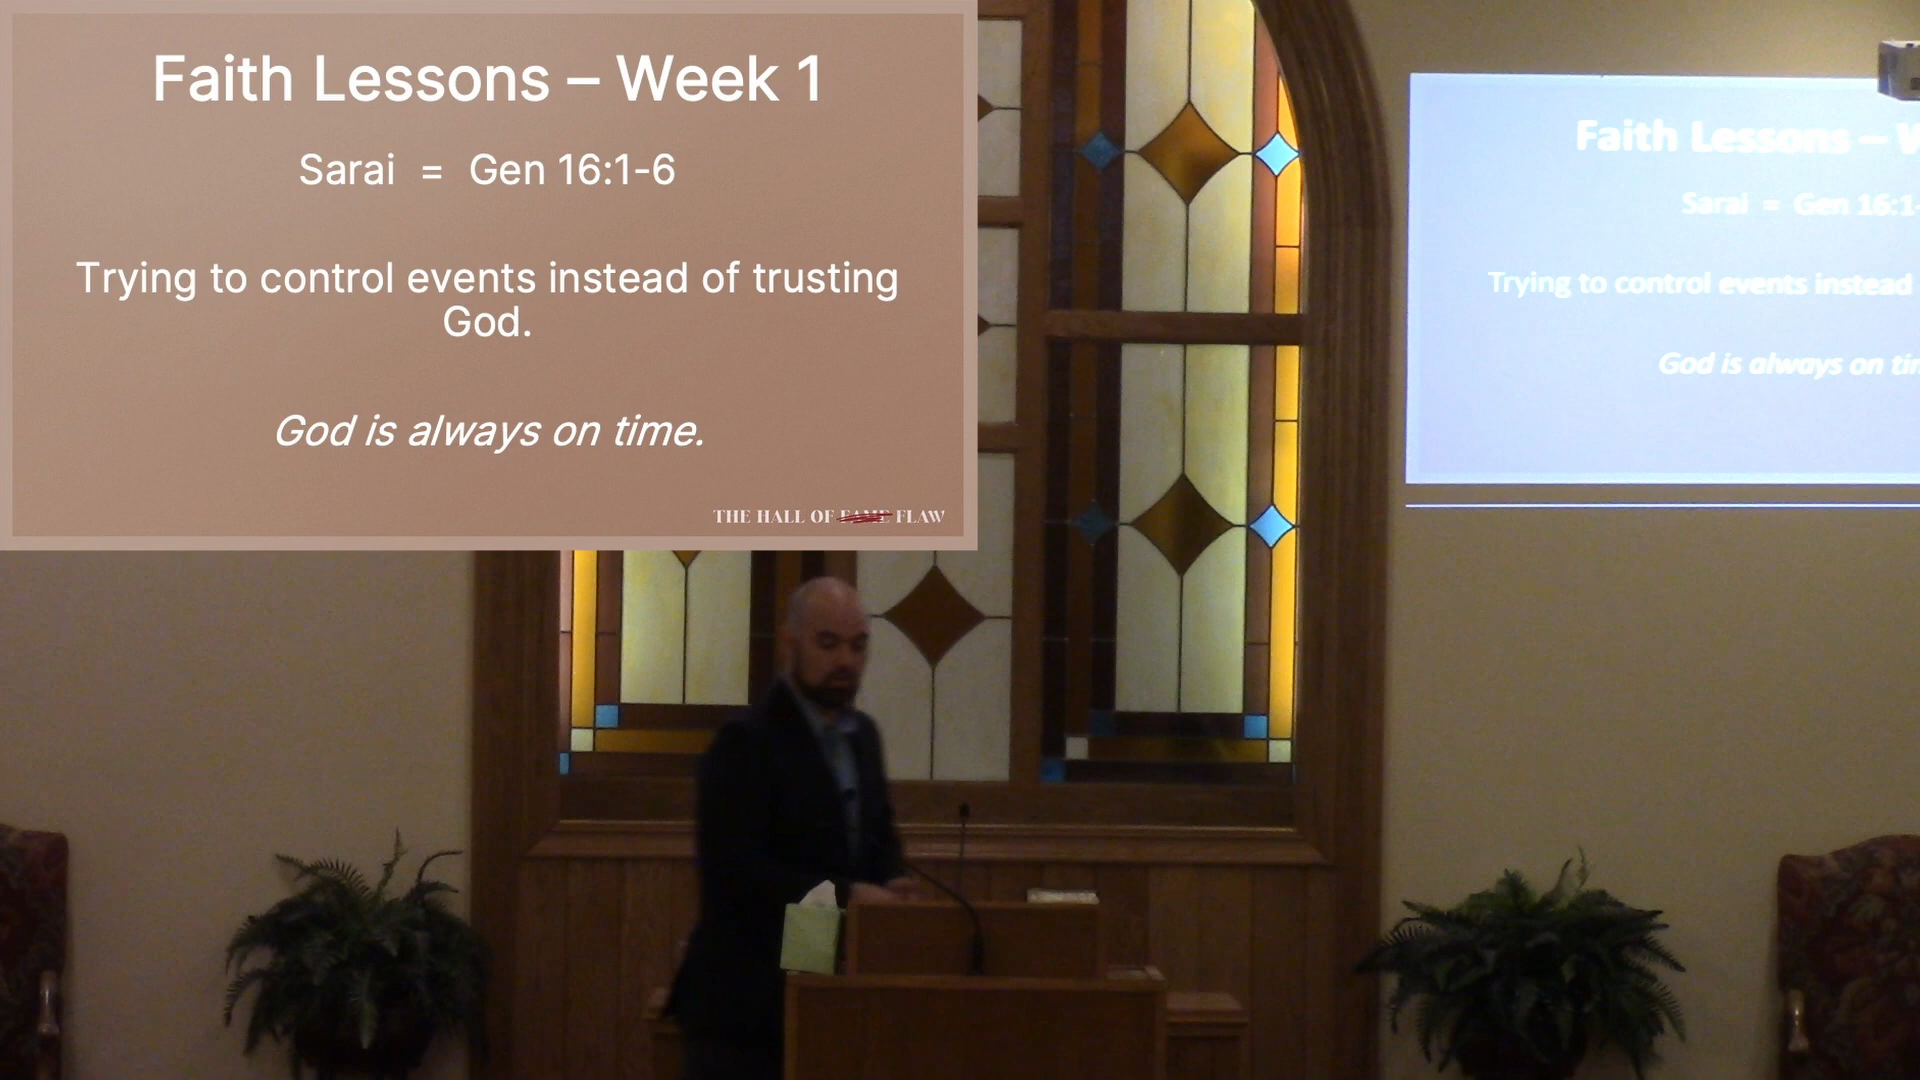 Faith Lessons – Week 1
Sarai = Gen 16:1-6
Trying to control events instead of trusting
God.
God is always on time.
THE HALL OF FAME FLAW
Faith Lessons –
Sarai = Gen 16:1-
Trying to control events instead
God is always on